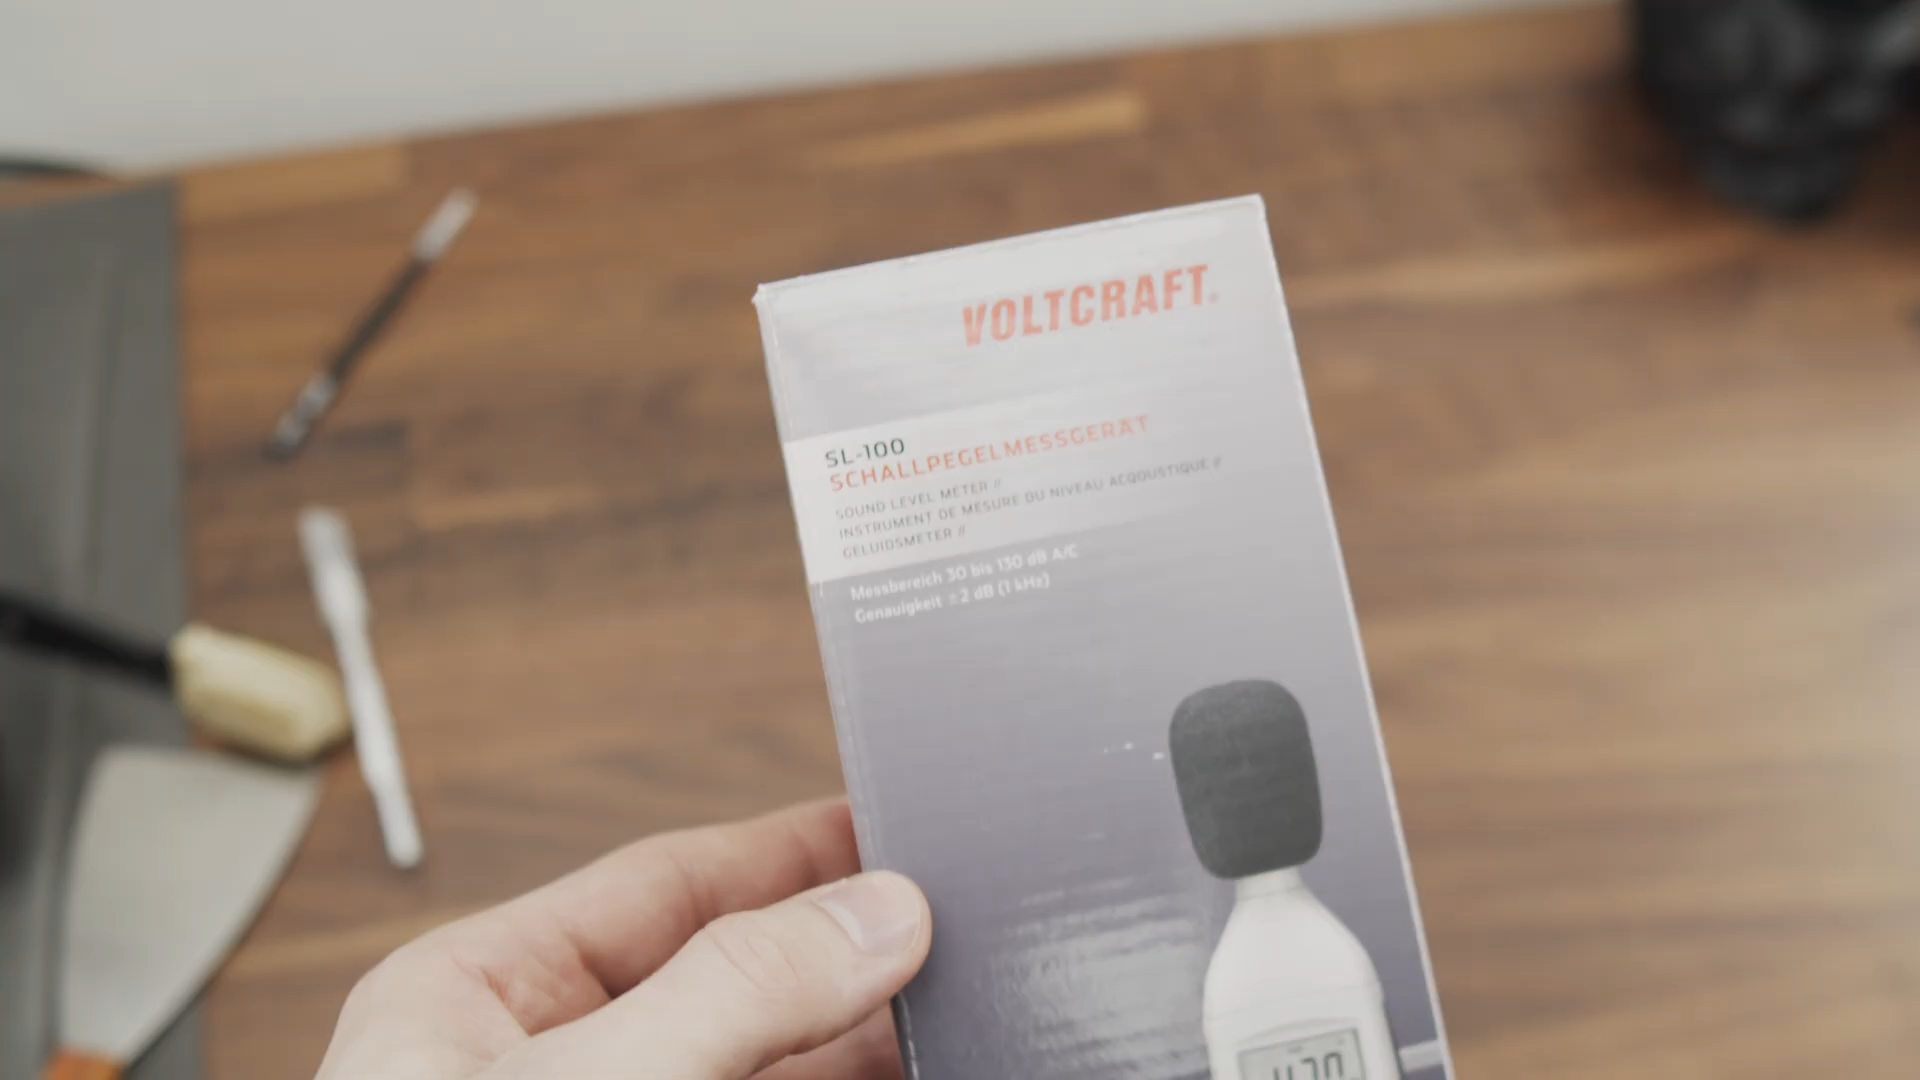 VOLTCRAFT®
SL-100
SCHALLPEGELMESSGERÄT
SOUND LEVEL METER //
INSTRUMENT DE MESURE DU NIVEAU ACQOUSTIQUE //
GELUIDSMETER //
Messbereich 30 bis 130 dB A/C
Genauigkeit ±2 dB (1 kHz)